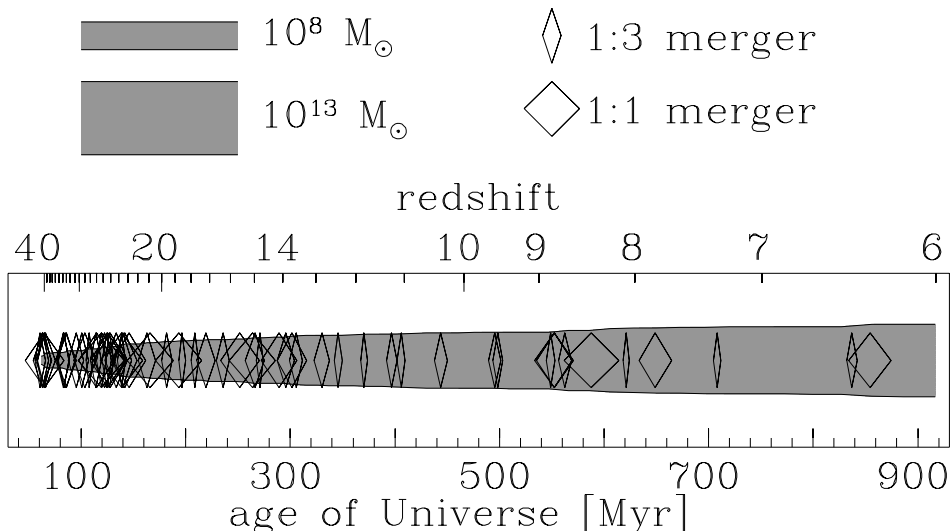 10⁸ M☉
1:3 merger
10¹³ M☉
1:1 merger
redshift
40 20 14 10 9 8 7 6
100 300 500 700 900
age of Universe [Myr]